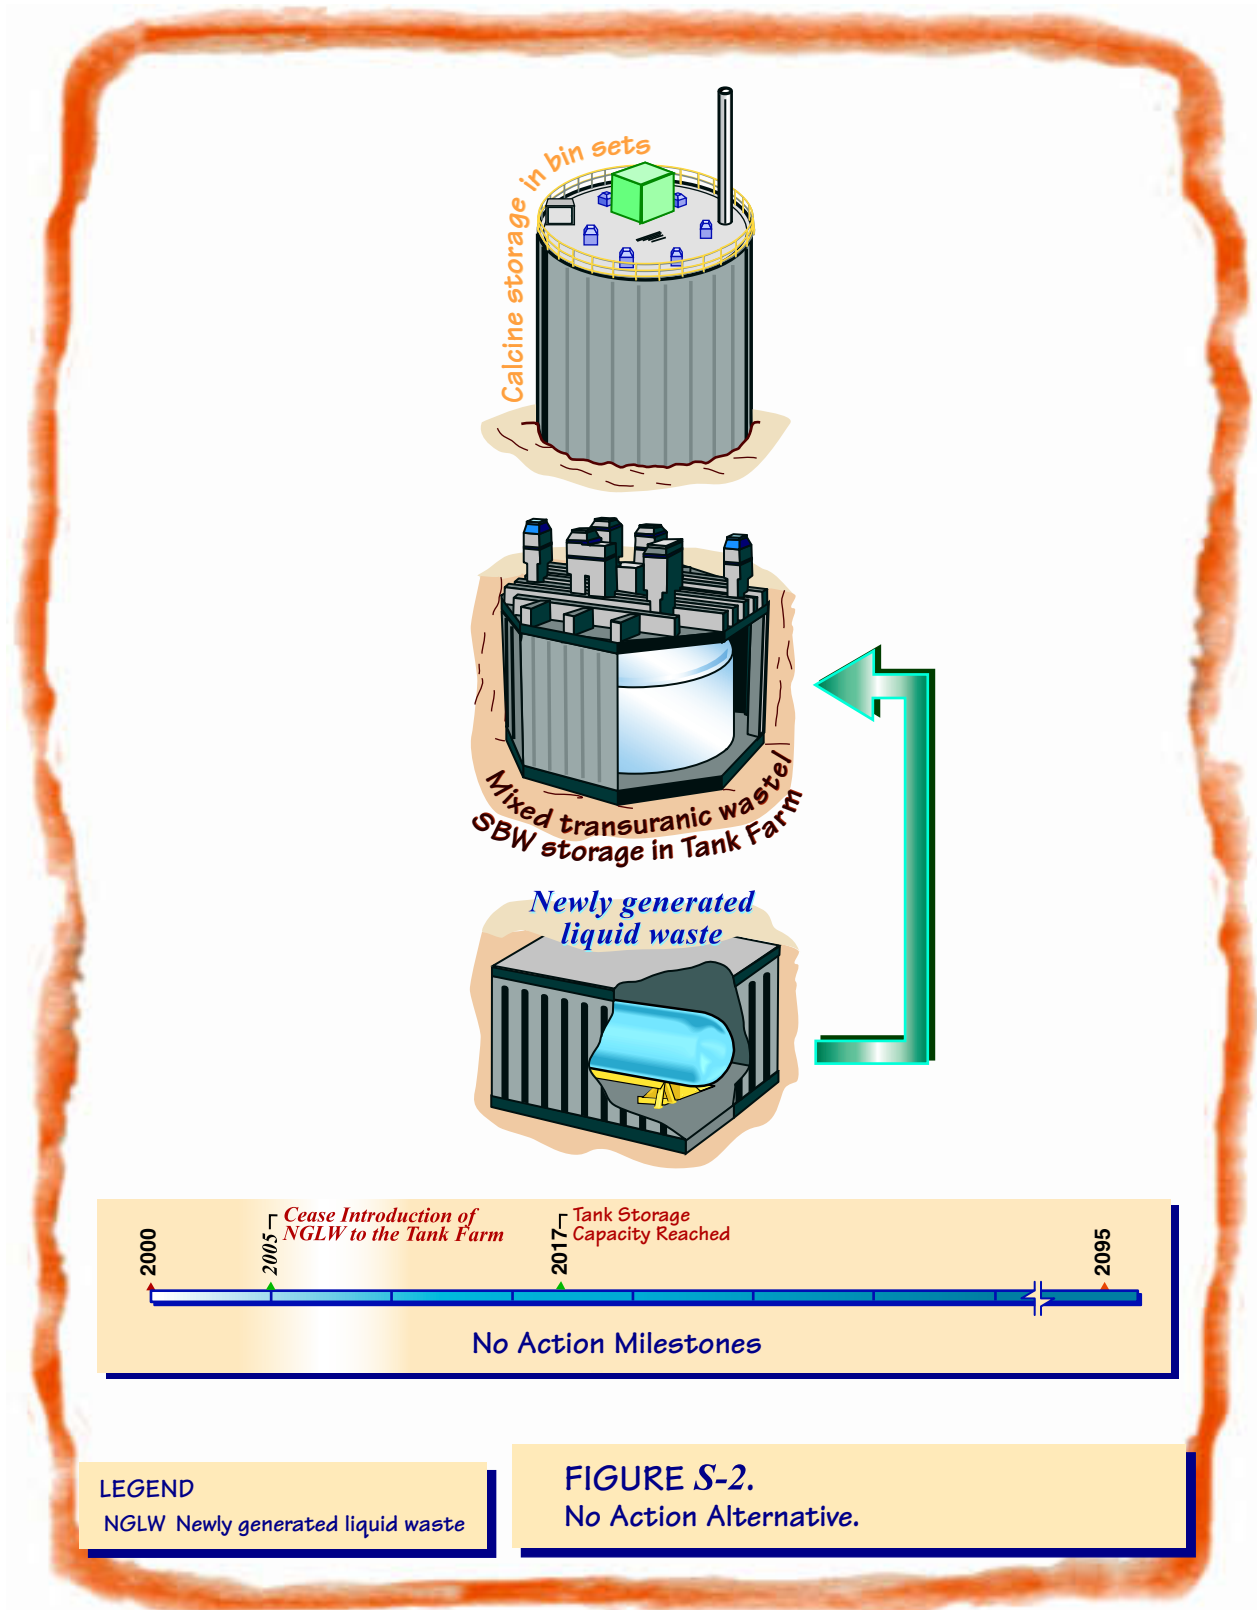 Calcine storage in bin sets
Mixed transuranic waste/
SBW storage in Tank Farm
Newly generated
liquid waste
2000
2005
Cease Introduction of
NGLW to the Tank Farm
2017
Tank Storage
Capacity Reached
2095
No Action Milestones
LEGEND
NGLW Newly generated liquid waste
FIGURE S-2.
No Action Alternative.